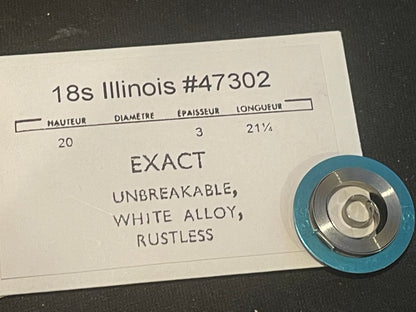 18s Illinois #47302
HAUTEUR DIAMÈTRE ÉPAISSEUR LONGUEUR
20 3 21¼
EXACT
UNBREAKABLE,
WHITE ALLOY,
RUSTLESS